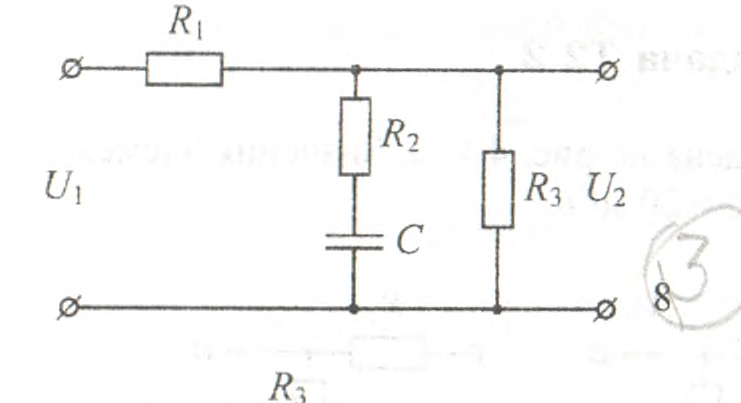 R₁
R₂
U₁ R₃ U₂
C
3
8
R₃